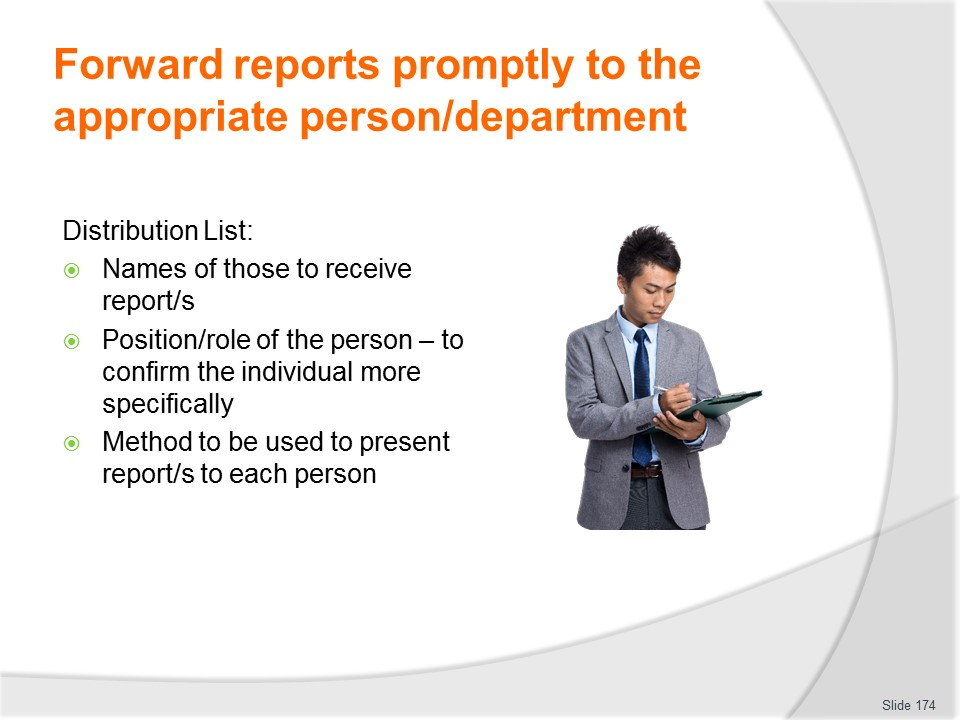 Forward reports promptly to the
appropriate person/department
Distribution List:
Names of those to receive
report/s
Position/role of the person – to
confirm the individual more
specifically
Method to be used to present
report/s to each person
Slide 174